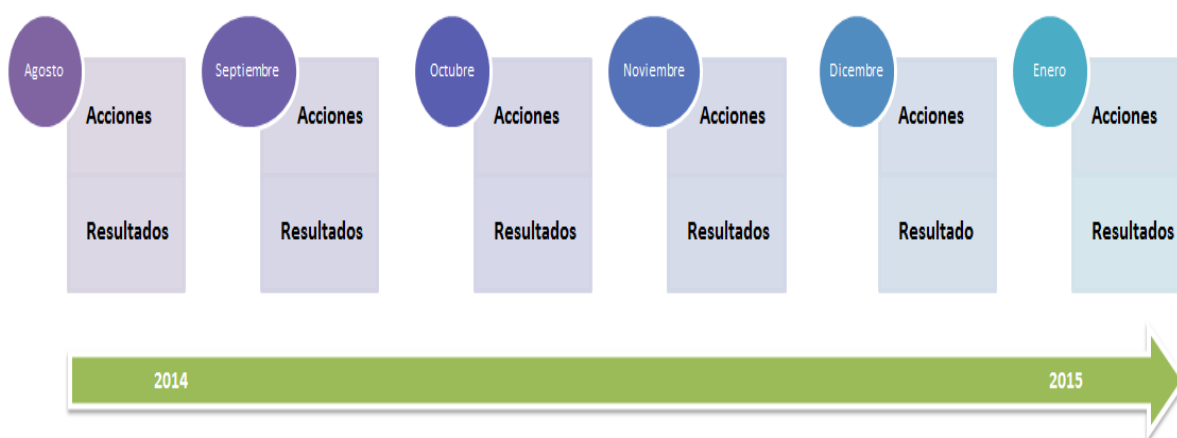 Agosto
Acciones
Resultados
Septiembre
Acciones
Resultados
Octubre
Acciones
Resultados
Noviembre
Acciones
Resultados
Dicembre
Acciones
Resultado
Enero
Acciones
Resultados
2014
2015